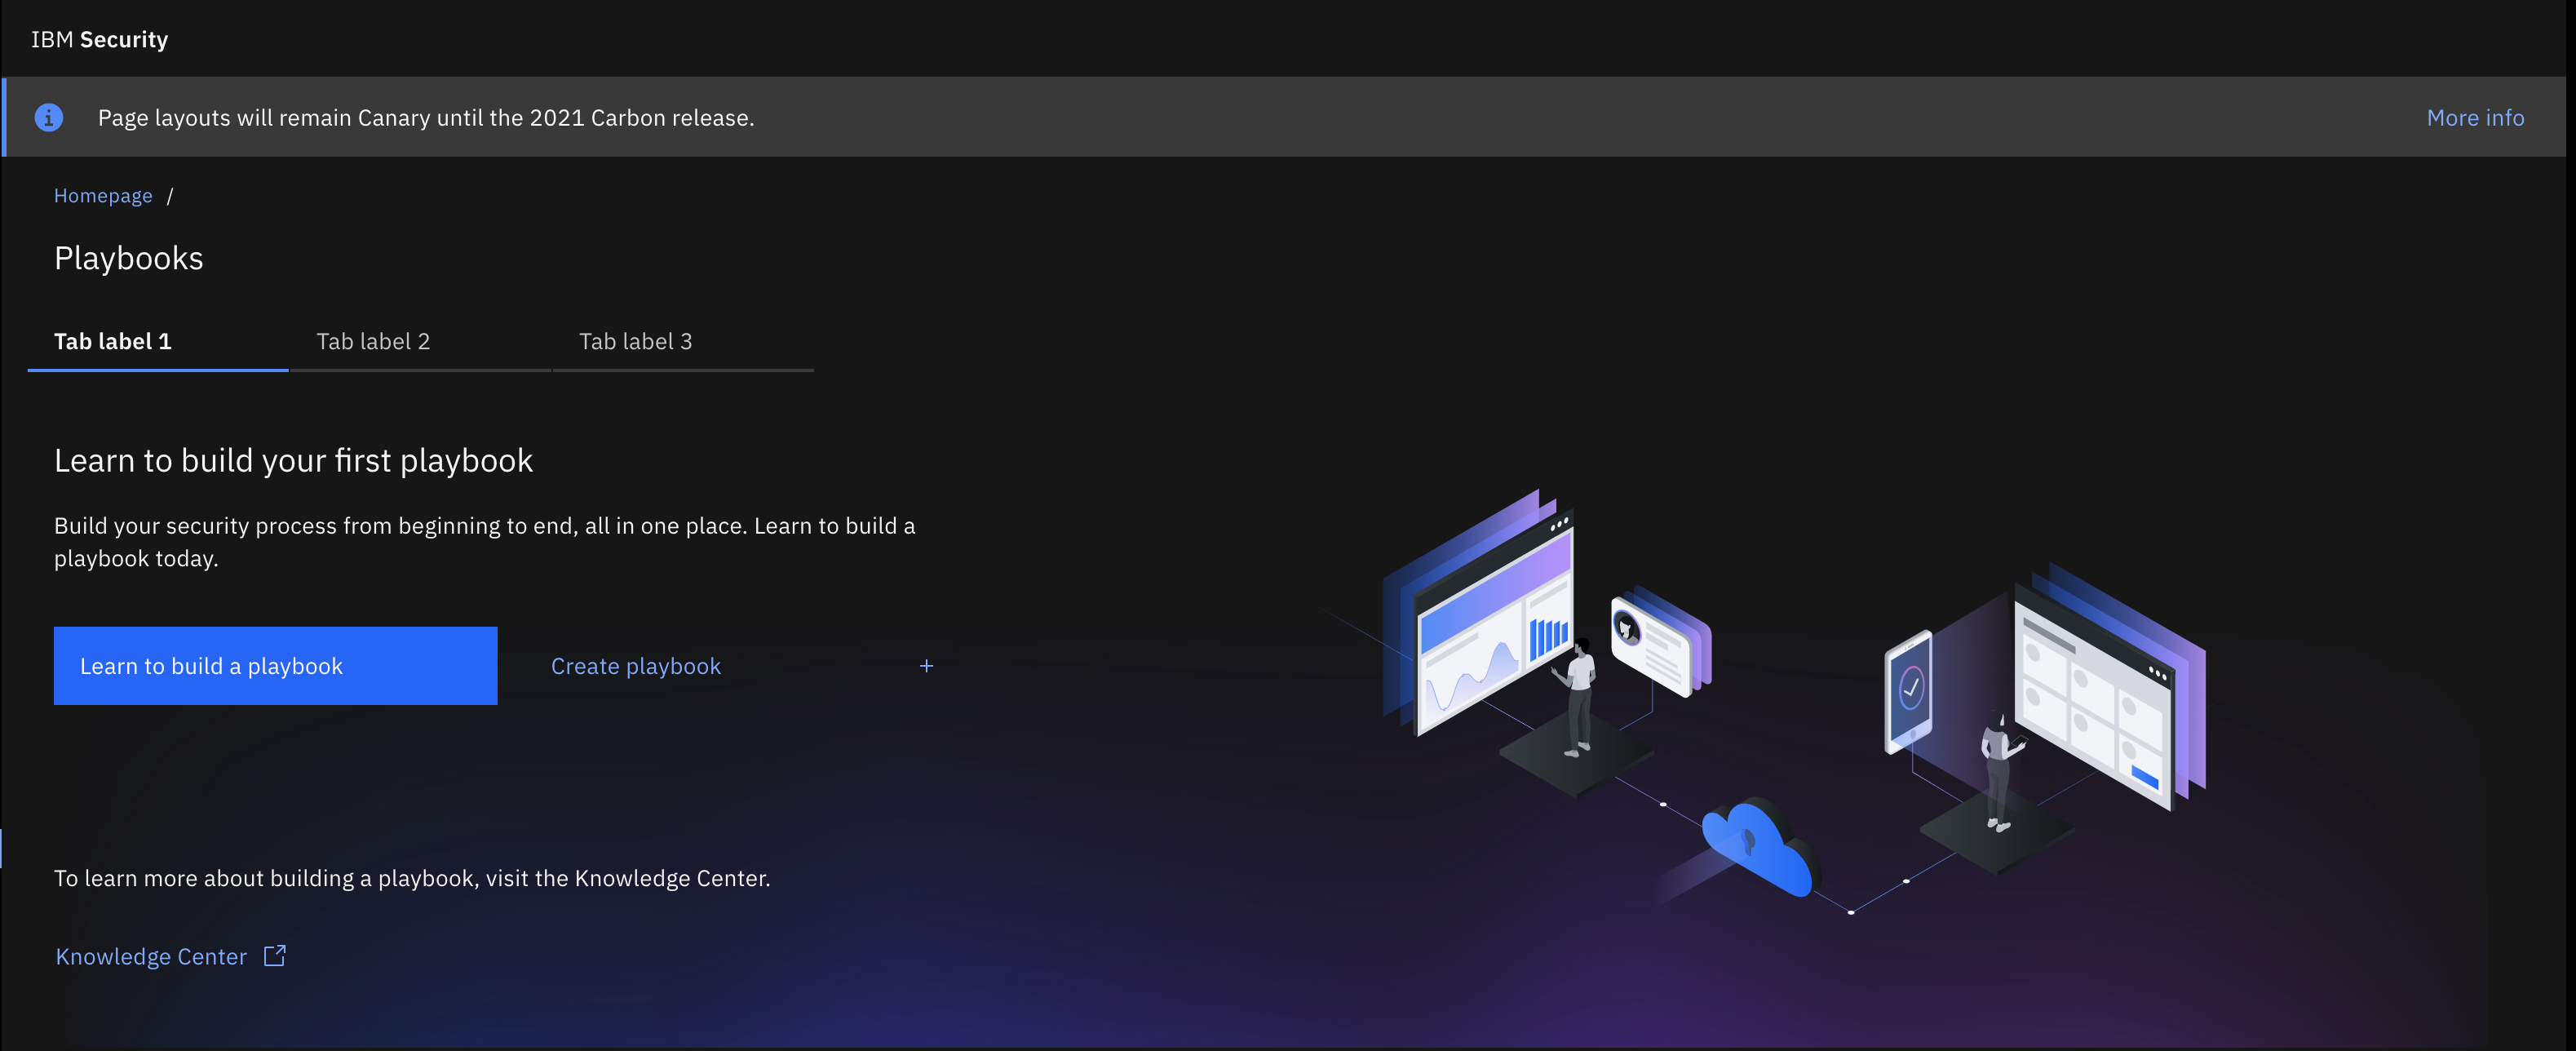 IBM Security
Page layouts will remain Canary until the 2021 Carbon release.
More info
Homepage /
Playbooks
Tab label 1
Tab label 2
Tab label 3
Learn to build your first playbook
Build your security process from beginning to end, all in one place. Learn to build a
playbook today.
Learn to build a playbook
Create playbook +
To learn more about building a playbook, visit the Knowledge Center.
Knowledge Center